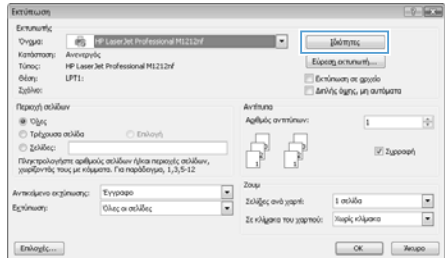 Εκτύπωση
Εκτυπωτής
Όνομα: HP LaserJet Professional M1212nf
Ιδιότητες
Κατάσταση: Ανενεργός
Τύπος: HP LaserJet Professional M1212nf
Εύρεση εκτυπωτή...
Θέση: LPT1:
Εκτύπωση σε αρχείο
Σχόλιο:
Διπλής όψης, μη αυτόματα
Περιοχή σελίδων
Όλες
Τρέχουσα σελίδα
Επιλογή
Σελίδες:
Πληκτρολογήστε αριθμούς σελίδων ή/και περιοχές σελίδων,
χωρίζοντάς τους με κόμματα. Για παράδειγμα, 1,3,5-12
Αντίτυπα
Αριθμός αντιτύπων: 1
Συρραφή
Αντικείμενο εκτύπωσης: Έγγραφο
Εκτύπωση: Όλες οι σελίδες
Ζουμ
Σελίδες ανά χαρτί: 1 σελίδα
Σε κλίμακα του χαρτιού: Χωρίς κλίμακα
Επιλογές...
OK
Άκυρο